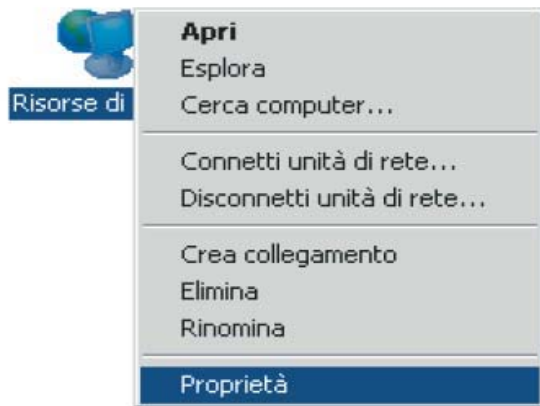 Risorse di
Apri
Esplora
Cerca computer...
Connetti unità di rete...
Disconnetti unità di rete...
Crea collegamento
Elimina
Rinomina
Proprietà